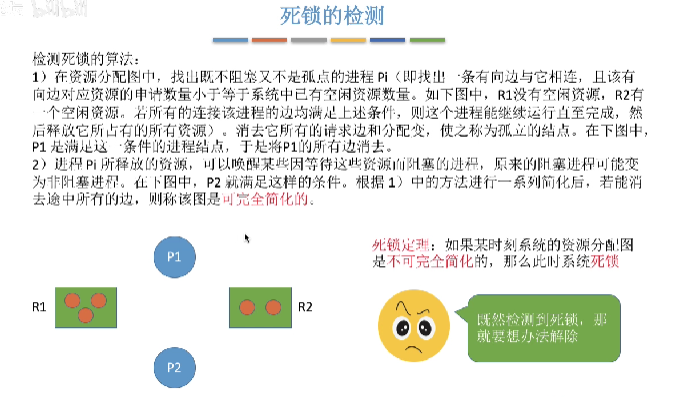 死锁的检测
检测死锁的算法：
1）在资源分配图中，找出既不阻塞又不是孤点的进程 Pi（即找出一条有向边与它相连，且该有
向边对应资源的申请数量小于等于系统中已有空闲资源数量。如下图中，R1没有空闲资源，R2有
一个空闲资源。若所有的连接该进程的边均满足上述条件，则这个进程能继续运行直至完成，然
后释放它所占有的所有资源）。消去它所有的请求边和分配变，使之称为孤立的结点。在下图中，
P1 是满足这一条件的进程结点，于是将P1的所有边消去。
2）进程 Pi 所释放的资源，可以唤醒某些因等待这些资源而阻塞的进程，原来的阻塞进程可能变
为非阻塞进程。在下图中，P2 就满足这样的条件。根据 1）中的方法进行一系列简化后，若能消
去途中所有的边，则称该图是可完全简化的。
P1
死锁定理：如果某时刻系统的资源分配图
是不可完全简化的，那么此时系统死锁
R1
R2
既然检测到死锁，那
就要想办法解除
P2